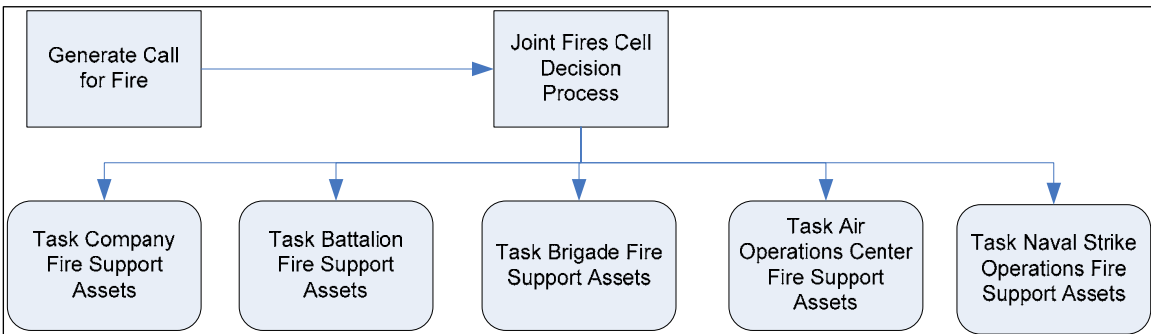 Generate Call
for Fire
Joint Fires Cell
Decision
Process
Task Company
Fire Support
Assets
Task Battalion
Fire Support
Assets
Task Brigade Fire
Support Assets
Task Air
Operations Center
Fire Support
Assets
Task Naval Strike
Operations Fire
Support Assets